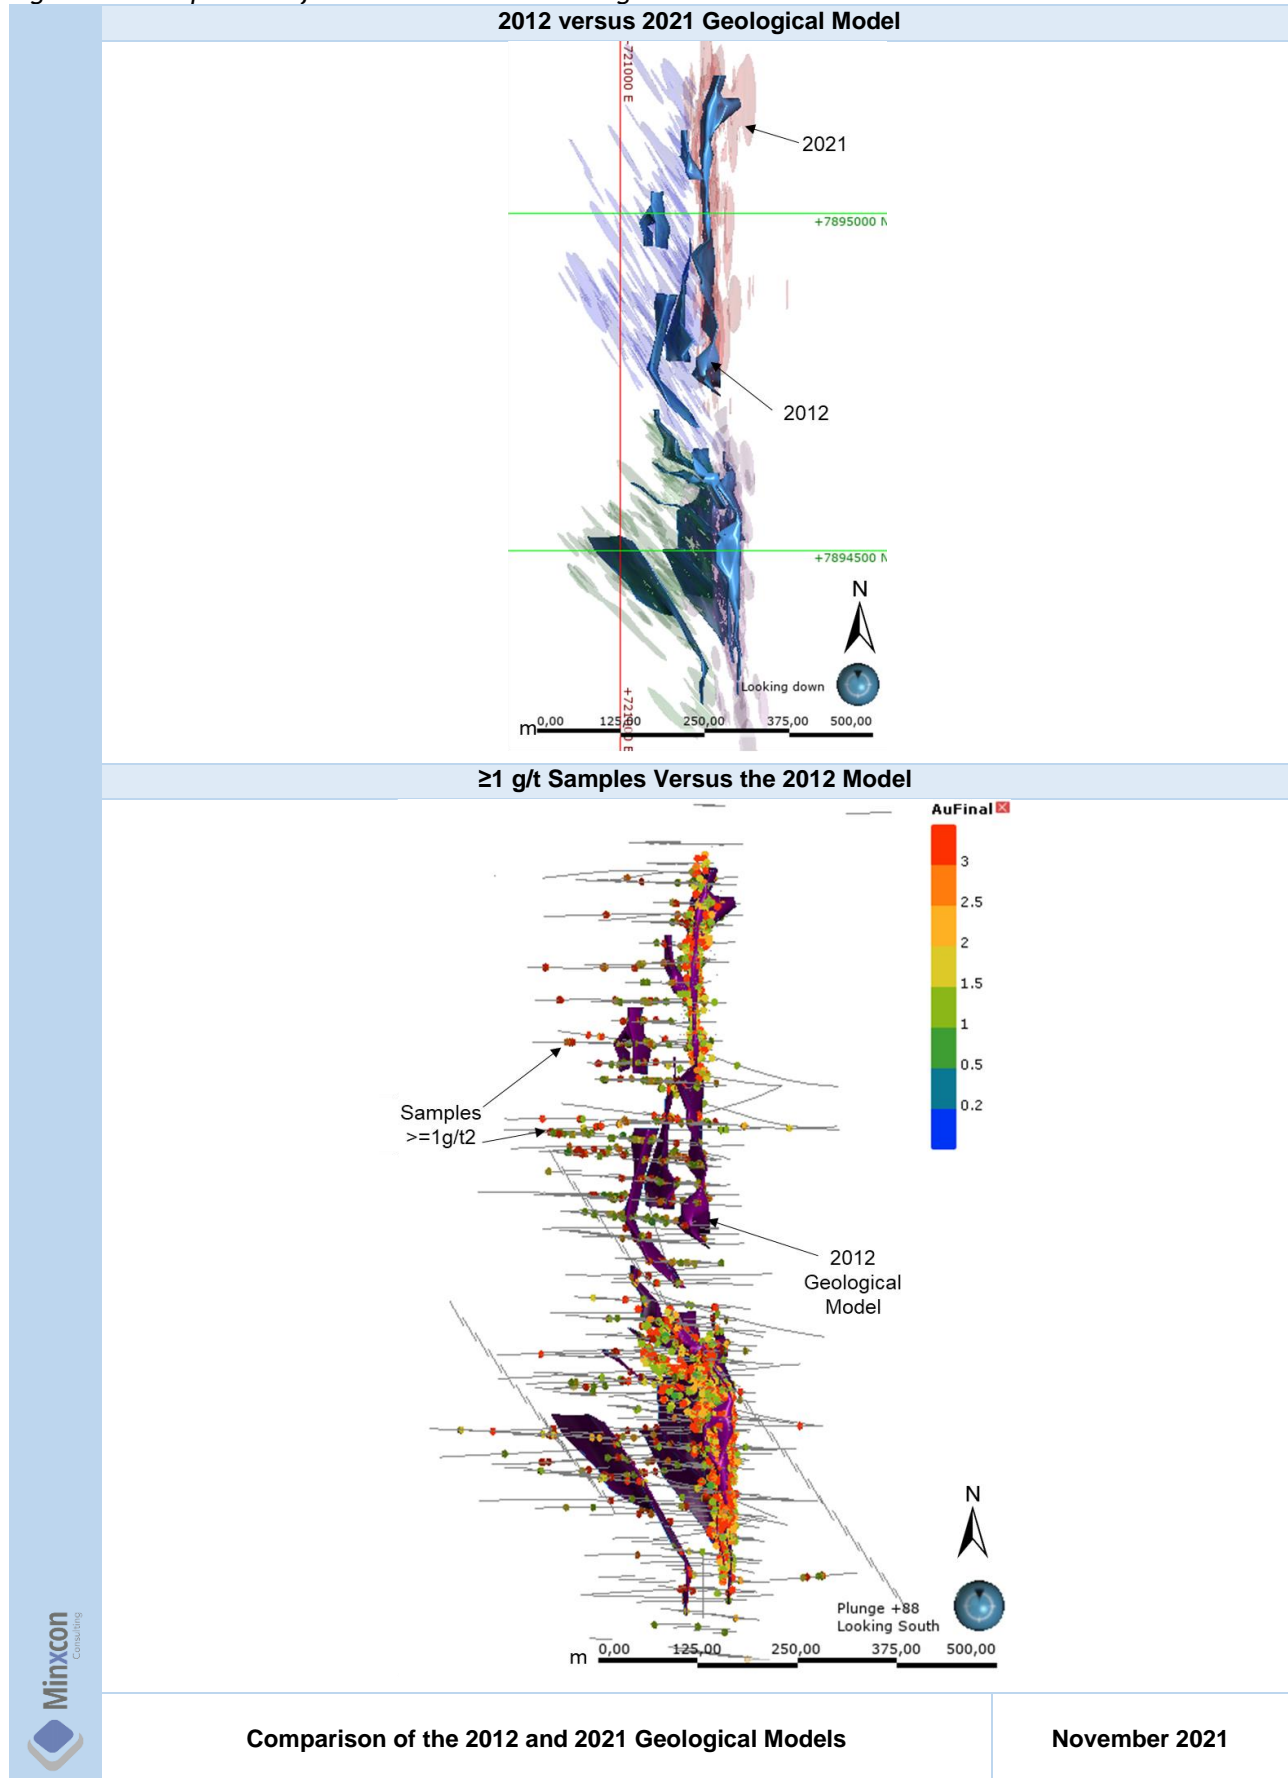 2012 versus 2021 Geological Model
-721000 E
2021
+7895000 N
2012
+7894500 N
N
Looking down
+721000 E
m
0,00 125,00 250,00 375,00 500,00
≥1 g/t Samples Versus the 2012 Model
AuFinal
3
2.5
2
1.5
1
0.5
0.2
Samples
>=1g/t2
2012
Geological
Model
N
Plunge +88
Looking South
m
0,00 125,00 250,00 375,00 500,00
Minxcon
Consulting
Comparison of the 2012 and 2021 Geological Models
November 2021